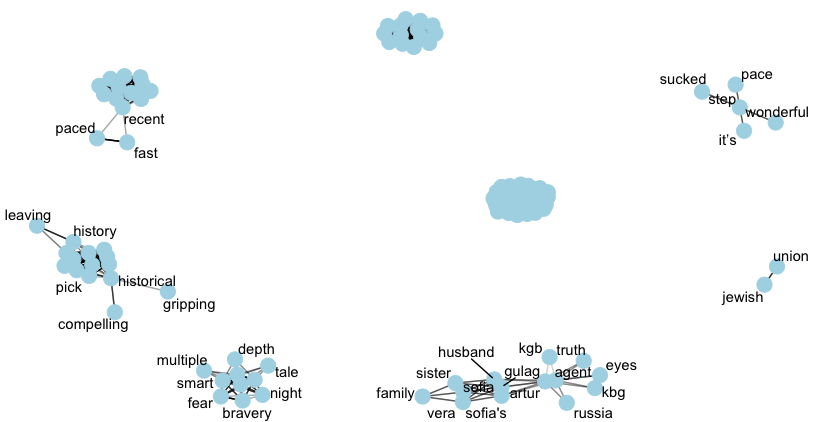 sucked
pace
step
wonderful
it's
recent
paced
fast
leaving
history
pick
historical
gripping
compelling
union
jewish
multiple
depth
tale
smart
night
fear
bravery
husband
kgb
truth
sister
gulag
agent
eyes
sofia
family
artur
kbg
vera
sofia's
russia